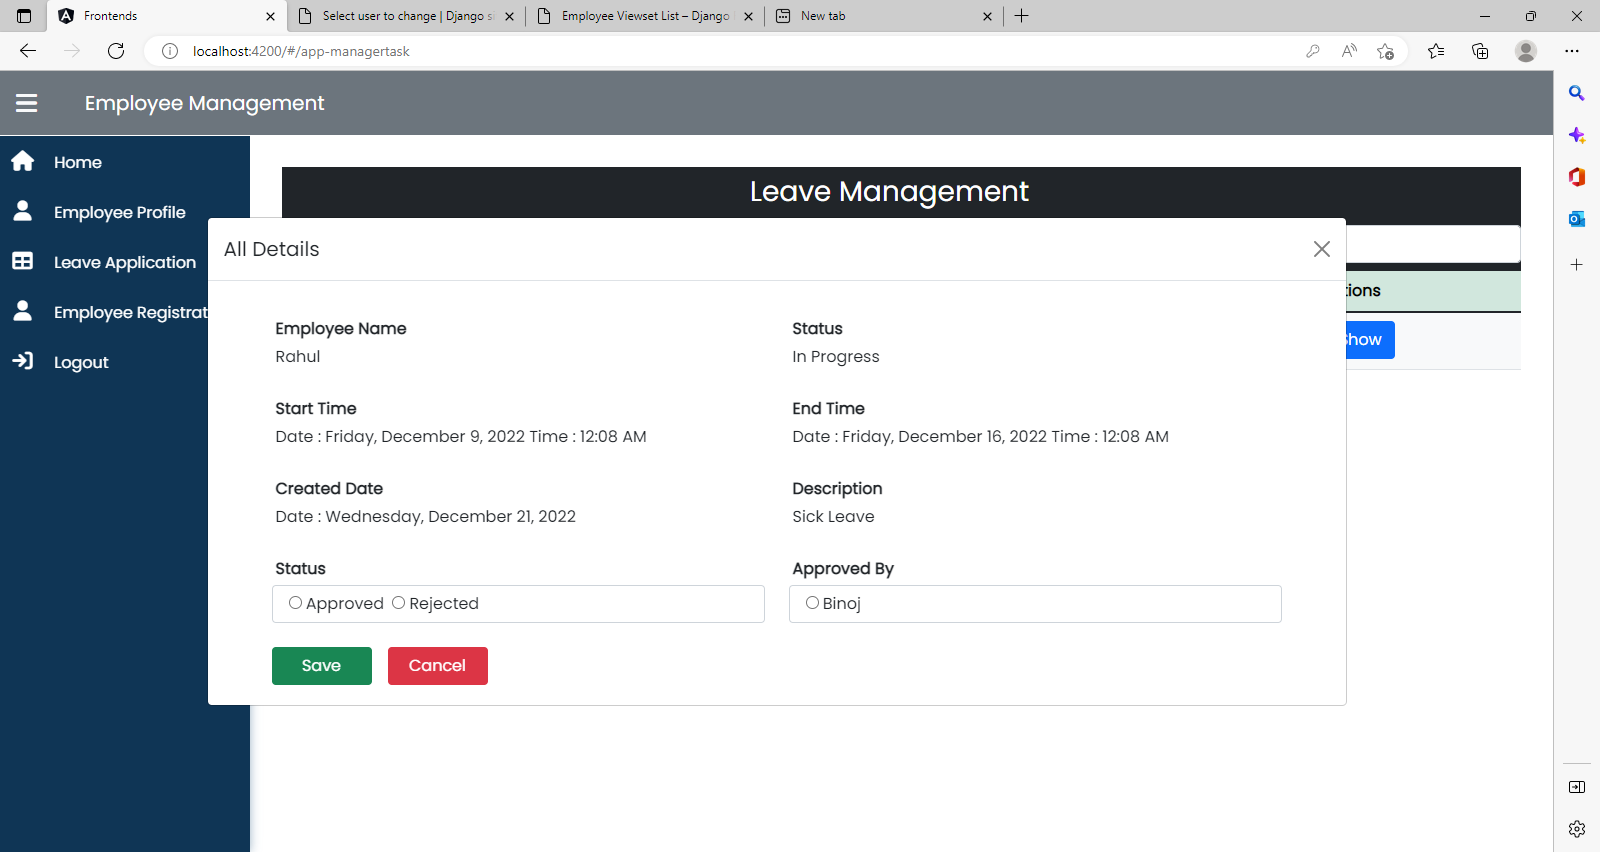 Frontends
Select user to change | Django s
Employee Viewset List – Django
New tab
localhost:4200/#/app-managertask
Employee Management
Home
Employee Profile
Leave Application
Employee Registrat
Logout
Leave Management
tions
Show
All Details
Employee Name
Rahul
Status
In Progress
Start Time
Date : Friday, December 9, 2022 Time : 12:08 AM
End Time
Date : Friday, December 16, 2022 Time : 12:08 AM
Created Date
Date : Wednesday, December 21, 2022
Description
Sick Leave
Status
Approved Rejected
Approved By
Binoj
Save
Cancel